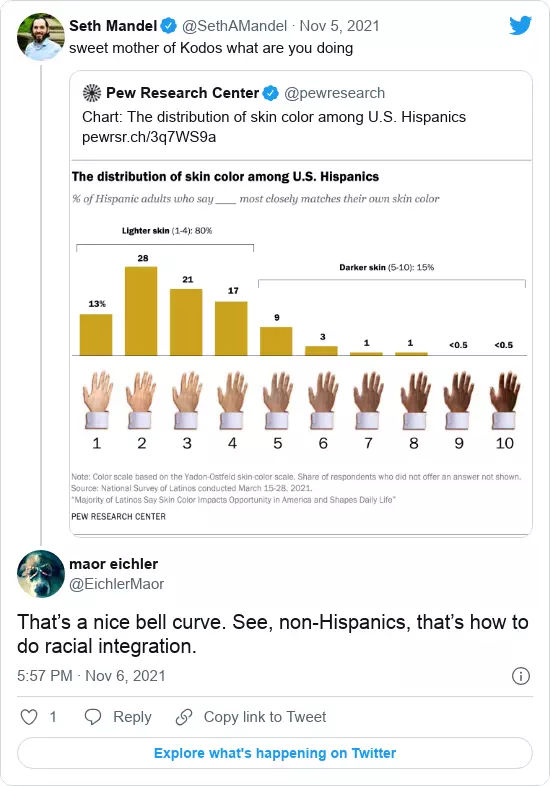 Seth Mandel @SethAMandel · Nov 5, 2021
sweet mother of Kodos what are you doing
Pew Research Center @pewresearch
Chart: The distribution of skin color among U.S. Hispanics
pewrsr.ch/3q7WS9a
The distribution of skin color among U.S. Hispanics
% of Hispanic adults who say ___ most closely matches their own skin color
Lighter skin (1-4): 80%
Darker skin (5-10): 15%
13% 28 21 17 9 3 1 1 <0.5 <0.5
1 2 3 4 5 6 7 8 9 10
Note: Color scale based on the Yadon-Ostfeld skin-color scale. Share of respondents who did not offer an answer not shown.
Source: National Survey of Latinos conducted March 15-28, 2021.
"Majority of Latinos Say Skin Color Impacts Opportunity in America and Shapes Daily Life"
PEW RESEARCH CENTER
maor eichler
@EichlerMaor
That's a nice bell curve. See, non-Hispanics, that's how to
do racial integration.
5:57 PM · Nov 6, 2021
1 Reply Copy link to Tweet
Explore what's happening on Twitter